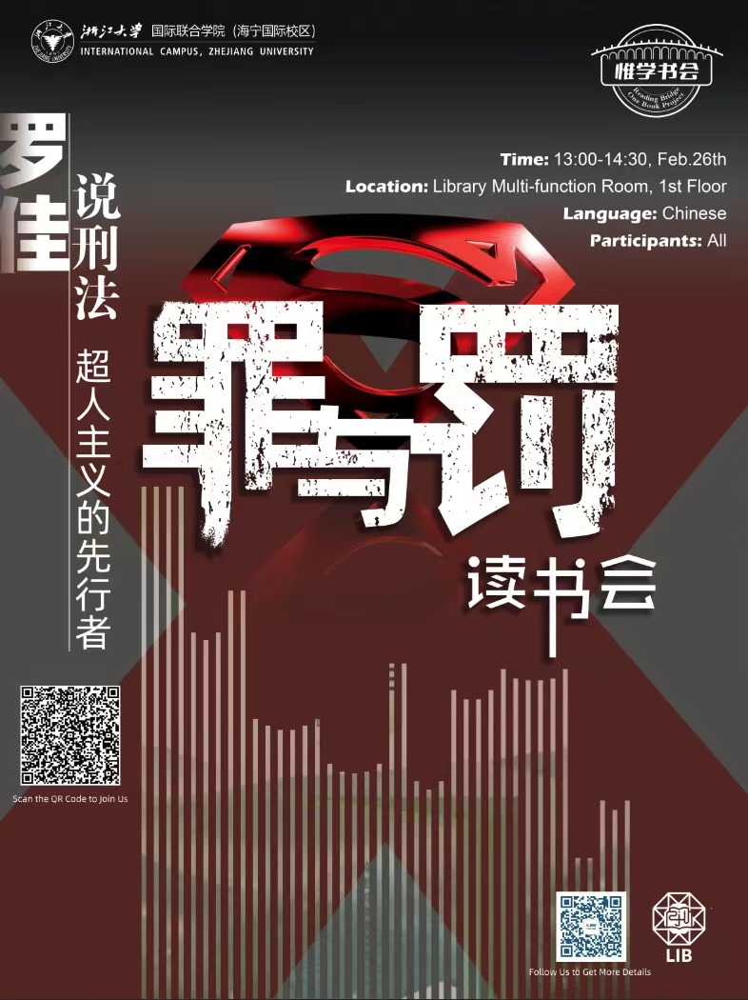 浙江大学 国际联合学院（海宁国际校区）
INTERNATIONAL CAMPUS, ZHEJIANG UNIVERSITY
惟学书会
Reading Bridge
One Book Project
Time: 13:00-14:30, Feb.26th
Location: Library Multi-function Room, 1st Floor
Language: Chinese
Participants: All
罗佳
说刑法 超人主义的先行者
罪与罚
读书会
Scan the QR Code to Join Us
Follow Us to Get More Details
LIB